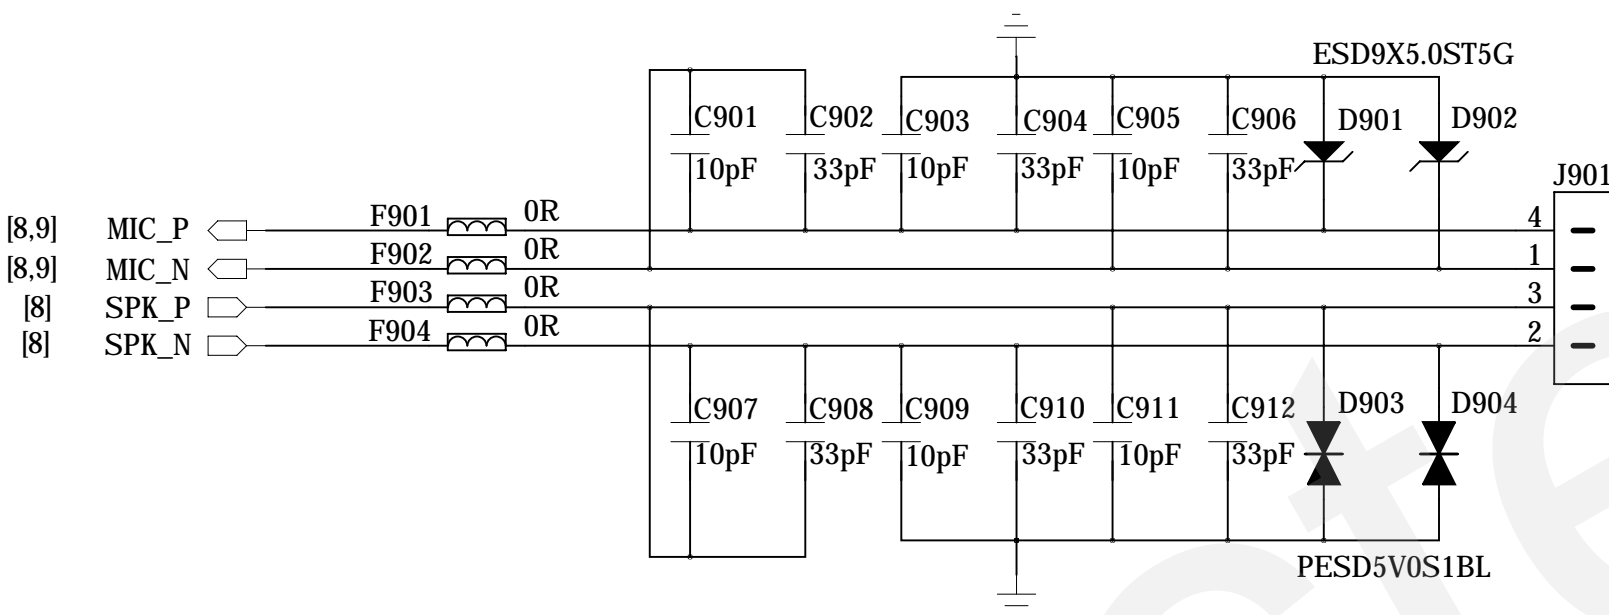 ESD9X5.0ST5G
C901 C902 C903 C904 C905 C906 D901 D902
10pF 33pF 10pF 33pF 10pF 33pF
J901
[8,9] MIC_P F901 0R 4
[8,9] MIC_N F902 0R 1
[8] SPK_P F903 0R 3
[8] SPK_N F904 0R 2
C907 C908 C909 C910 C911 C912 D903 D904
10pF 33pF 10pF 33pF 10pF 33pF
PESD5V0S1BL